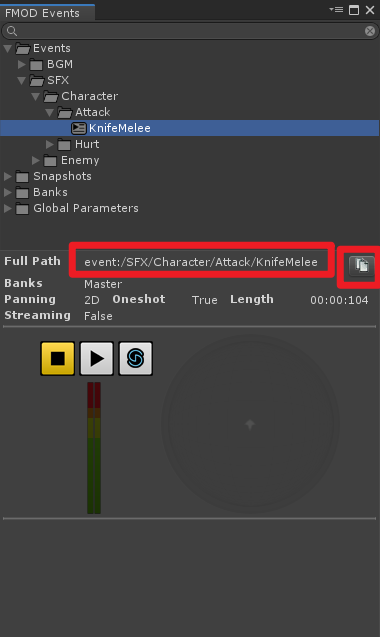 FMOD Events
Events
BGM
SFX
Character
Attack
KnifeMelee
Hurt
Enemy
Snapshots
Banks
Global Parameters
Full Path event:/SFX/Character/Attack/KnifeMelee
Banks Master
Panning 2D Oneshot True Length 00:00:104
Streaming False